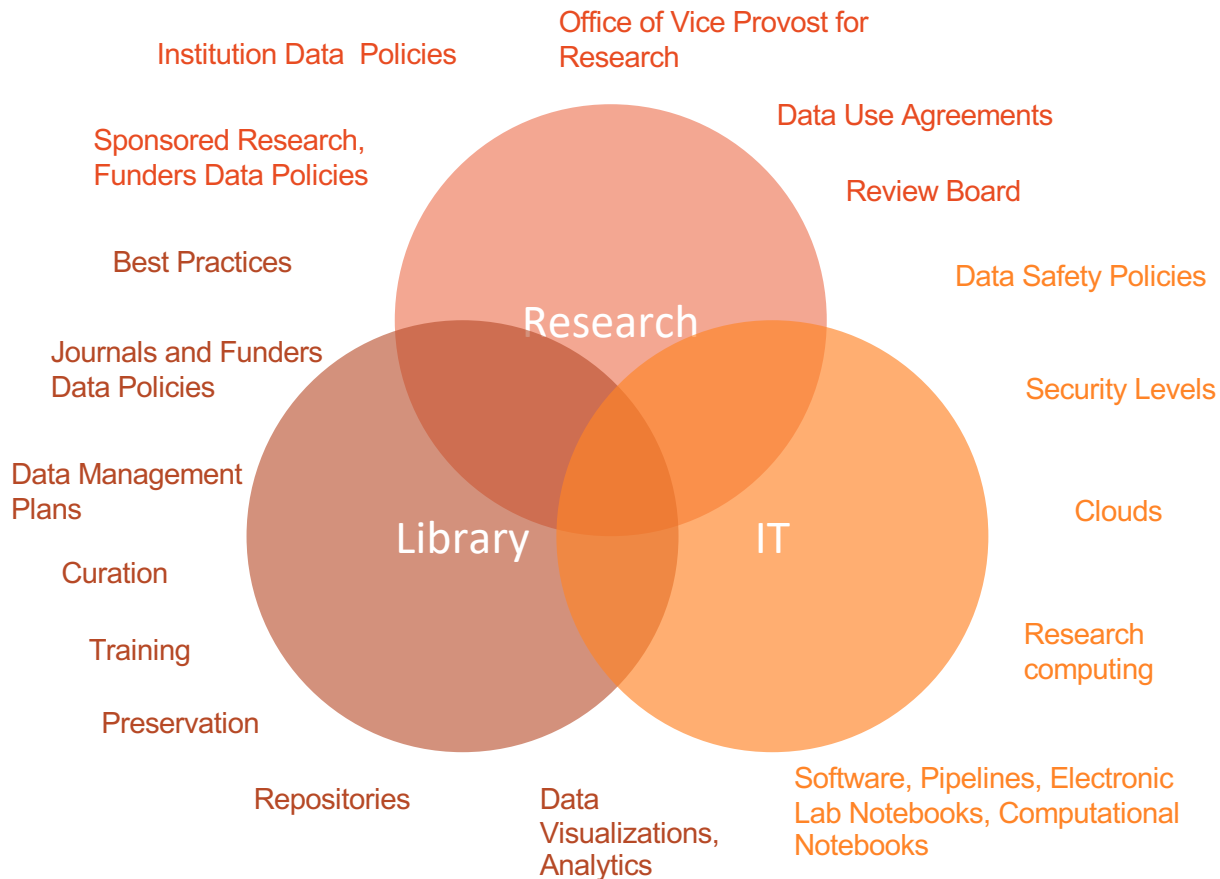 Office of Vice Provost for
Research
Institution Data  Policies
Data Use Agreements
Sponsored Research,
Funders Data Policies
Review Board
Best Practices
Data Safety Policies
Research
Journals and Funders
Data Policies
Security Levels
Data Management
Plans
Clouds
Library
IT
Curation
Research
computing
Training
Preservation
Repositories
Data
Visualizations,
Analytics
Software, Pipelines, Electronic
Lab Notebooks, Computational
Notebooks